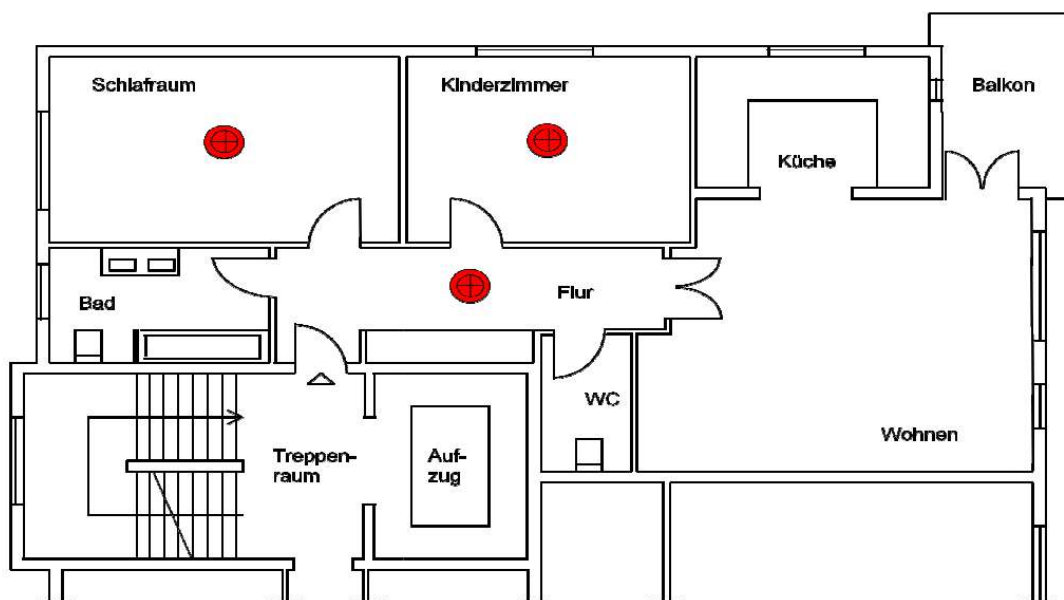 Schlafraum
Kinderzimmer
Balkon
Küche
Bad
Flur
WC
Wohnen
Treppen-
raum
Auf-
zug